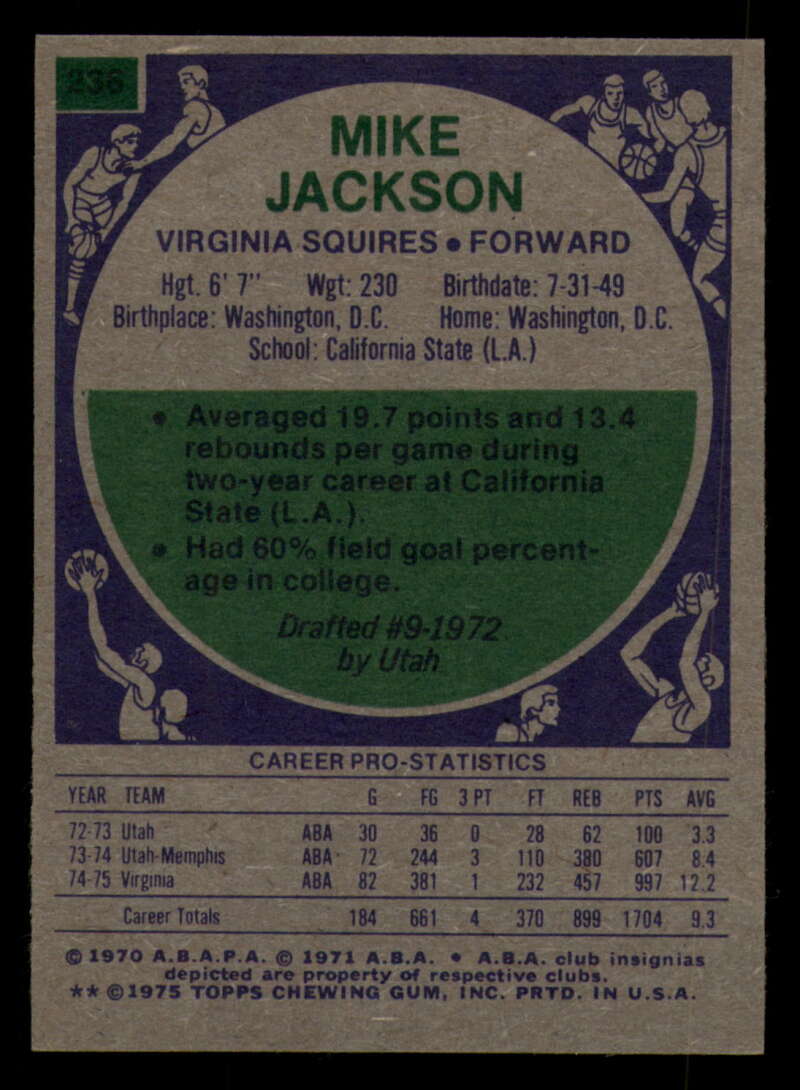 236
MIKE
JACKSON
VIRGINIA SQUIRES • FORWARD
Hgt. 6' 7" Wgt: 230 Birthdate: 7-31-49
Birthplace: Washington, D.C. Home: Washington, D.C.
School: California State (L.A.)
• Averaged 19.7 points and 13.4
rebounds per game during
two-year career at California
State (L.A.).
• Had 60% field goal percent-
age in college.
Drafted #9-1972
by Utah
CAREER PRO-STATISTICS
YEAR TEAM G FG 3 PT FT REB PTS AVG
72-73 Utah ABA 30 36 0 28 62 100 3.3
73-74 Utah-Memphis ABA 72 244 3 110 380 607 8.4
74-75 Virginia ABA 82 381 1 232 457 997 12.2
Career Totals 184 661 4 370 899 1704 9.3
© 1970 A.B.A.P.A. © 1971 A.B.A. • A.B.A. club insignias
depicted are property of respective clubs.
** © 1975 TOPPS CHEWING GUM, INC. PRTD. IN U.S.A.